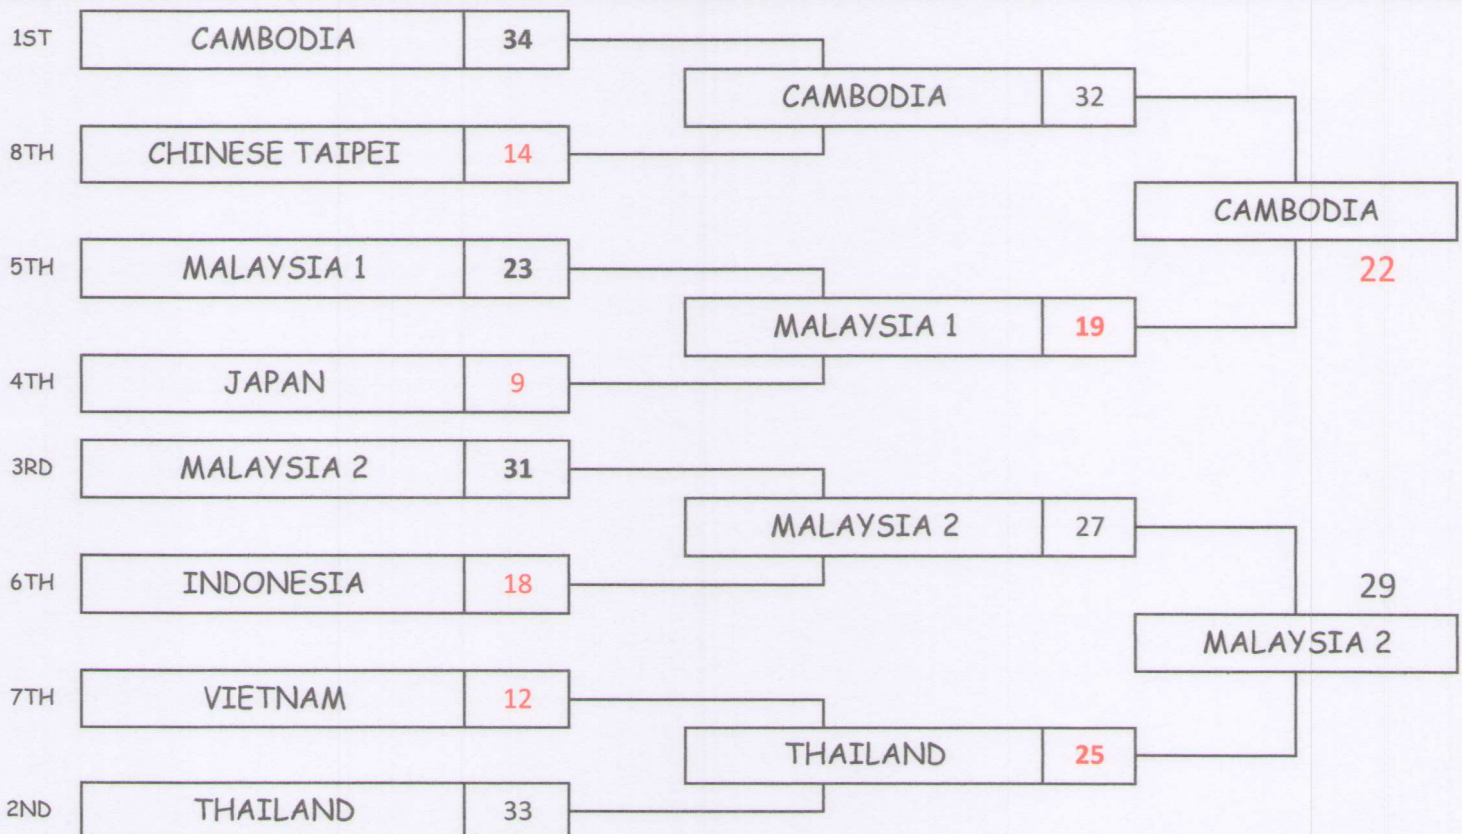 1ST CAMBODIA 34
CAMBODIA 32
8TH CHINESE TAIPEI 14
CAMBODIA
22
5TH MALAYSIA 1 23
MALAYSIA 1 19
4TH JAPAN 9
3RD MALAYSIA 2 31
MALAYSIA 2 27
6TH INDONESIA 18
29
MALAYSIA 2
7TH VIETNAM 12
THAILAND 25
2ND THAILAND 33